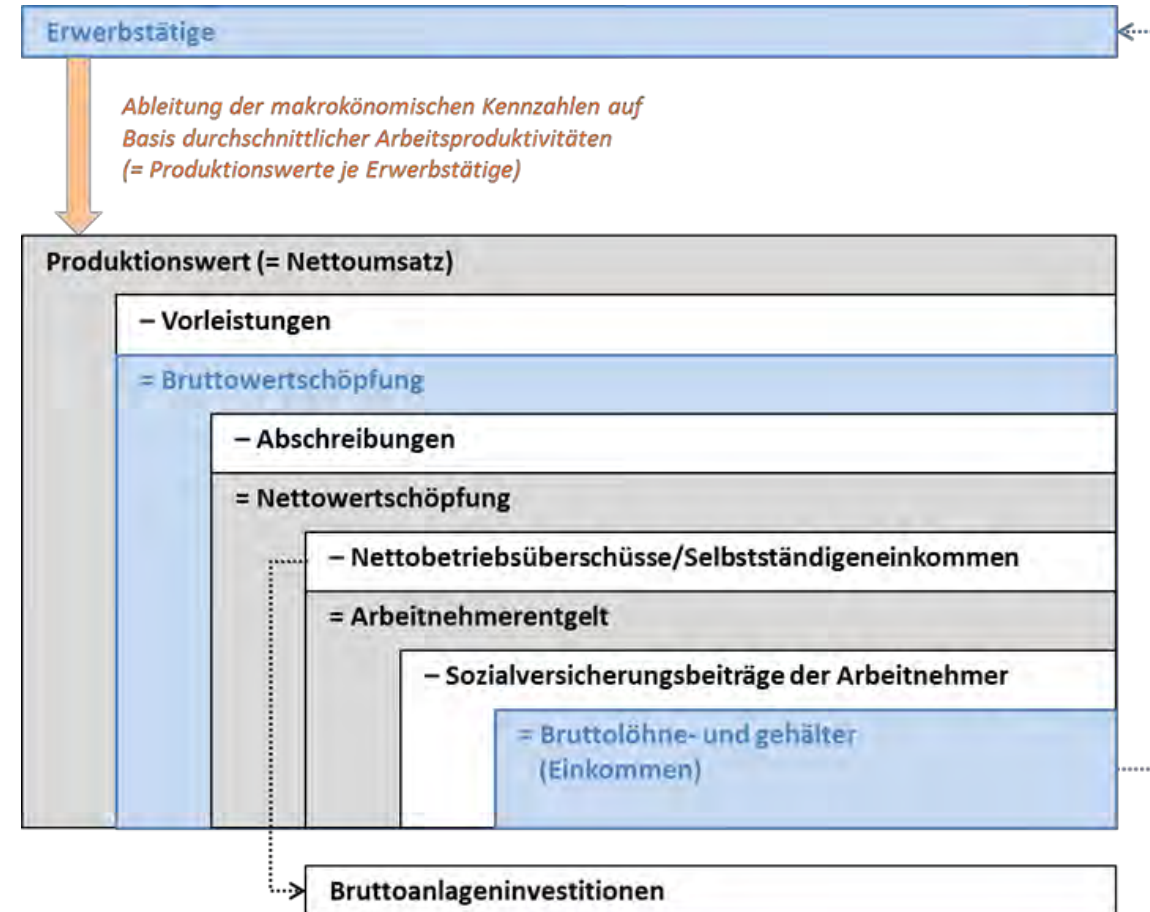 Erwerbstätige
Ableitung der makrokönomischen Kennzahlen auf
Basis durchschnittlicher Arbeitsproduktivitäten
(= Produktionswerte je Erwerbstätige)
Produktionswert (= Nettoumsatz)
– Vorleistungen
= Bruttowertschöpfung
– Abschreibungen
= Nettowertschöpfung
– Nettobetriebsüberschüsse/Selbstständigeneinkommen
= Arbeitnehmerentgelt
– Sozialversicherungsbeiträge der Arbeitnehmer
= Bruttolöhne- und gehälter
(Einkommen)
Bruttoanlageninvestitionen